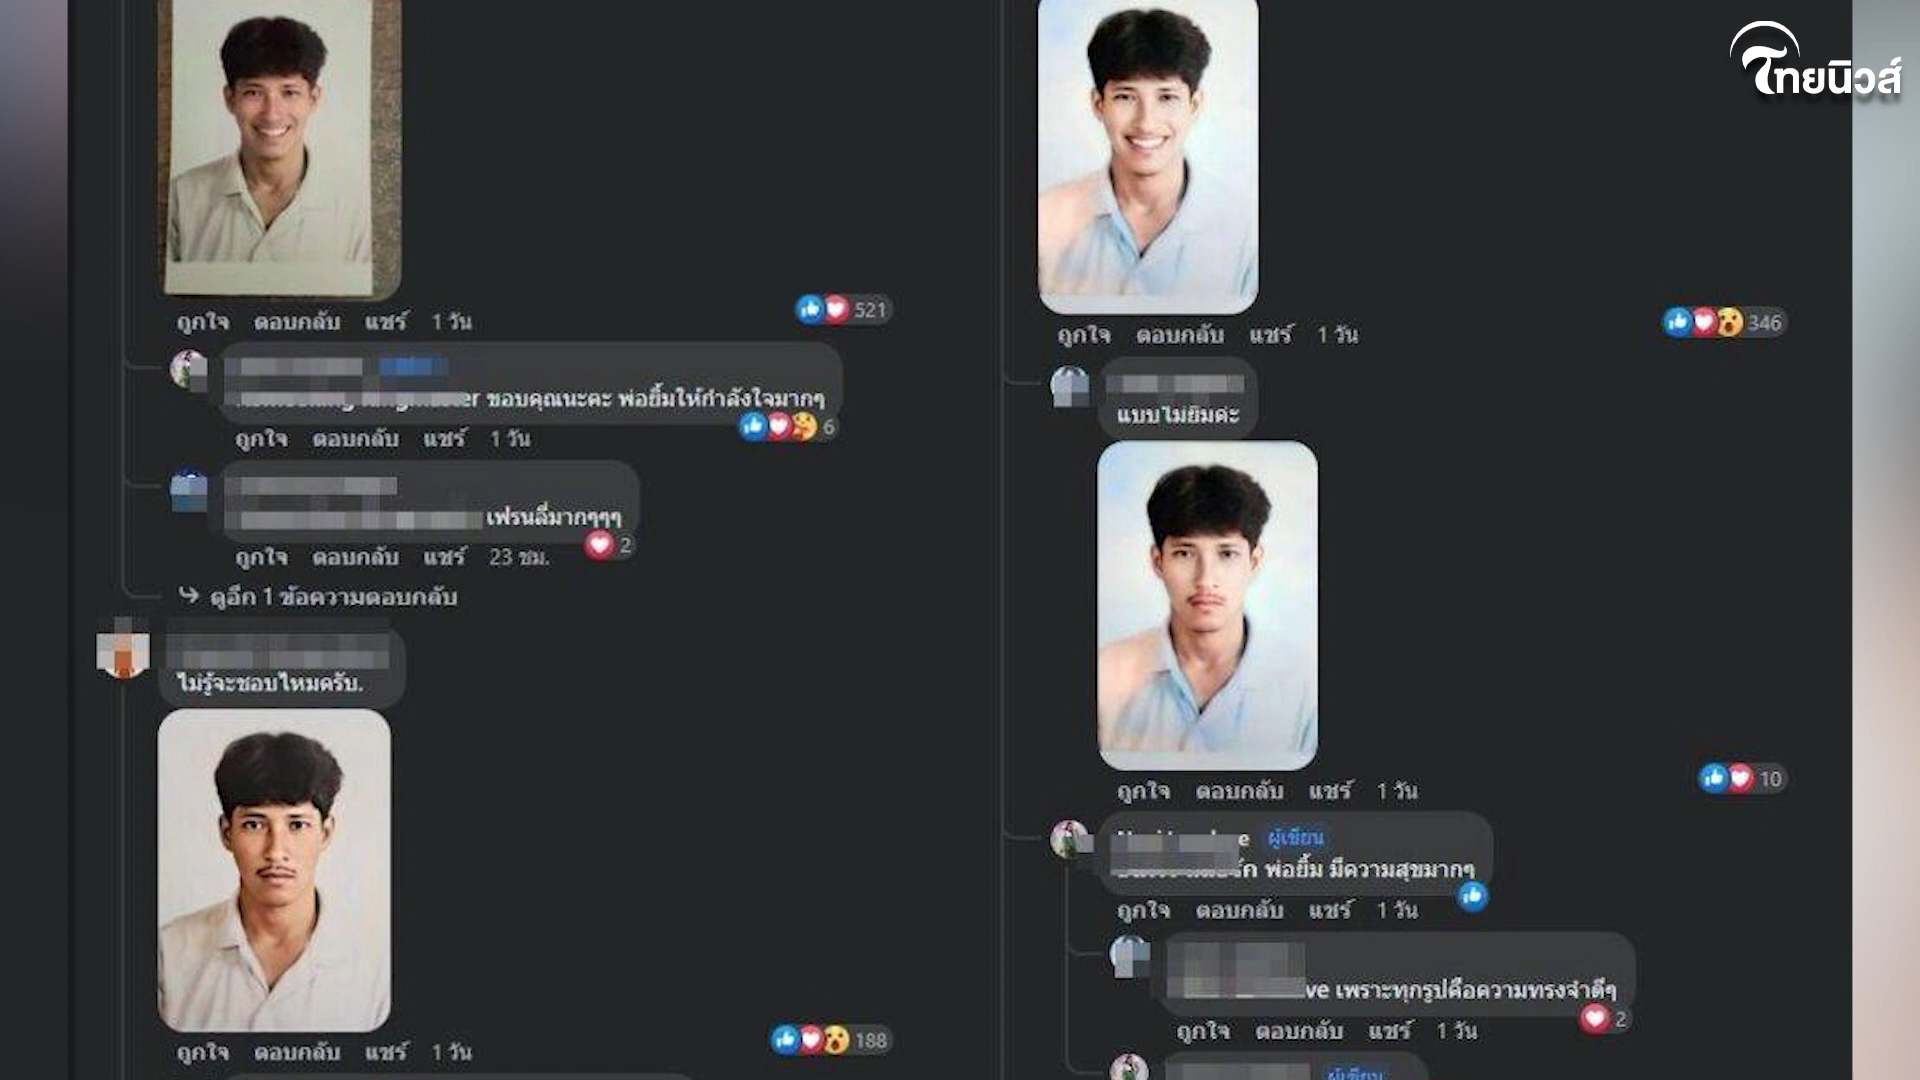 ไทยนิวส์
ถูกใจ ตอบกลับ แชร์ 1 วัน
521
ขอบคุณนะคะ พ่อยิ้มให้กำลังใจมากๆ
ถูกใจ ตอบกลับ แชร์ 1 วัน
6
เฟรนลี่มากๆๆๆ
ถูกใจ ตอบกลับ แชร์ 23 ชม.
2
ดูอีก 1 ข้อความตอบกลับ
ไม่รู้จะชอบไหมครับ.
ถูกใจ ตอบกลับ แชร์ 1 วัน
188
ถูกใจ ตอบกลับ แชร์ 1 วัน
346
แบบไม่ยิ้มค่ะ
ถูกใจ ตอบกลับ แชร์ 1 วัน
10
ผู้เขียน
พ่อยิ้ม มีความสุขมากๆ
ถูกใจ ตอบกลับ แชร์ 1 วัน
เพราะทุกรูปคือความทรงจำดีๆ
ถูกใจ ตอบกลับ แชร์ 1 วัน
2
ผู้เขียน